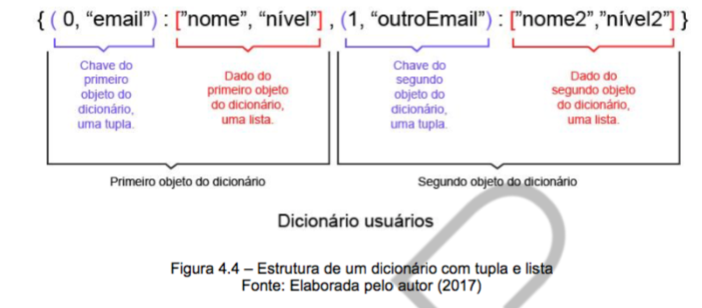 { ( 0, “email”) : [”nome”, “nível”] , (1, “outroEmail”) : [”nome2”,”nível2”] }
Chave do
primeiro
objeto do
dicionário,
uma tupla.
Dado do
primeiro objeto
do dicionário,
uma lista.
Chave do
segundo
objeto do
dicionário,
uma tupla.
Dado do
segundo objeto
do dicionário,
uma lista.
Primeiro objeto do dicionário
Segundo objeto do dicionário
Dicionário usuários
Figura 4.4 – Estrutura de um dicionário com tupla e lista
Fonte: Elaborada pelo autor (2017)